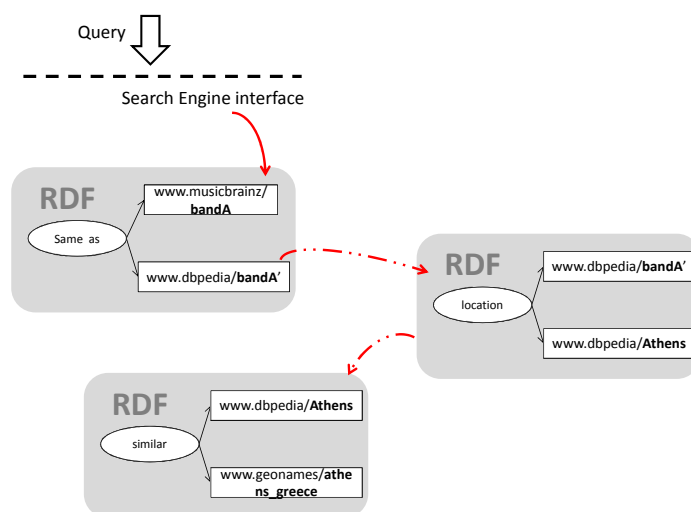 Query
Search Engine interface
RDF
www.musicbrainz/
bandA
Same as
www.dbpedia/bandA'
RDF
www.dbpedia/bandA'
location
www.dbpedia/Athens
RDF
www.dbpedia/Athens
similar
www.geonames/athe
ns_greece